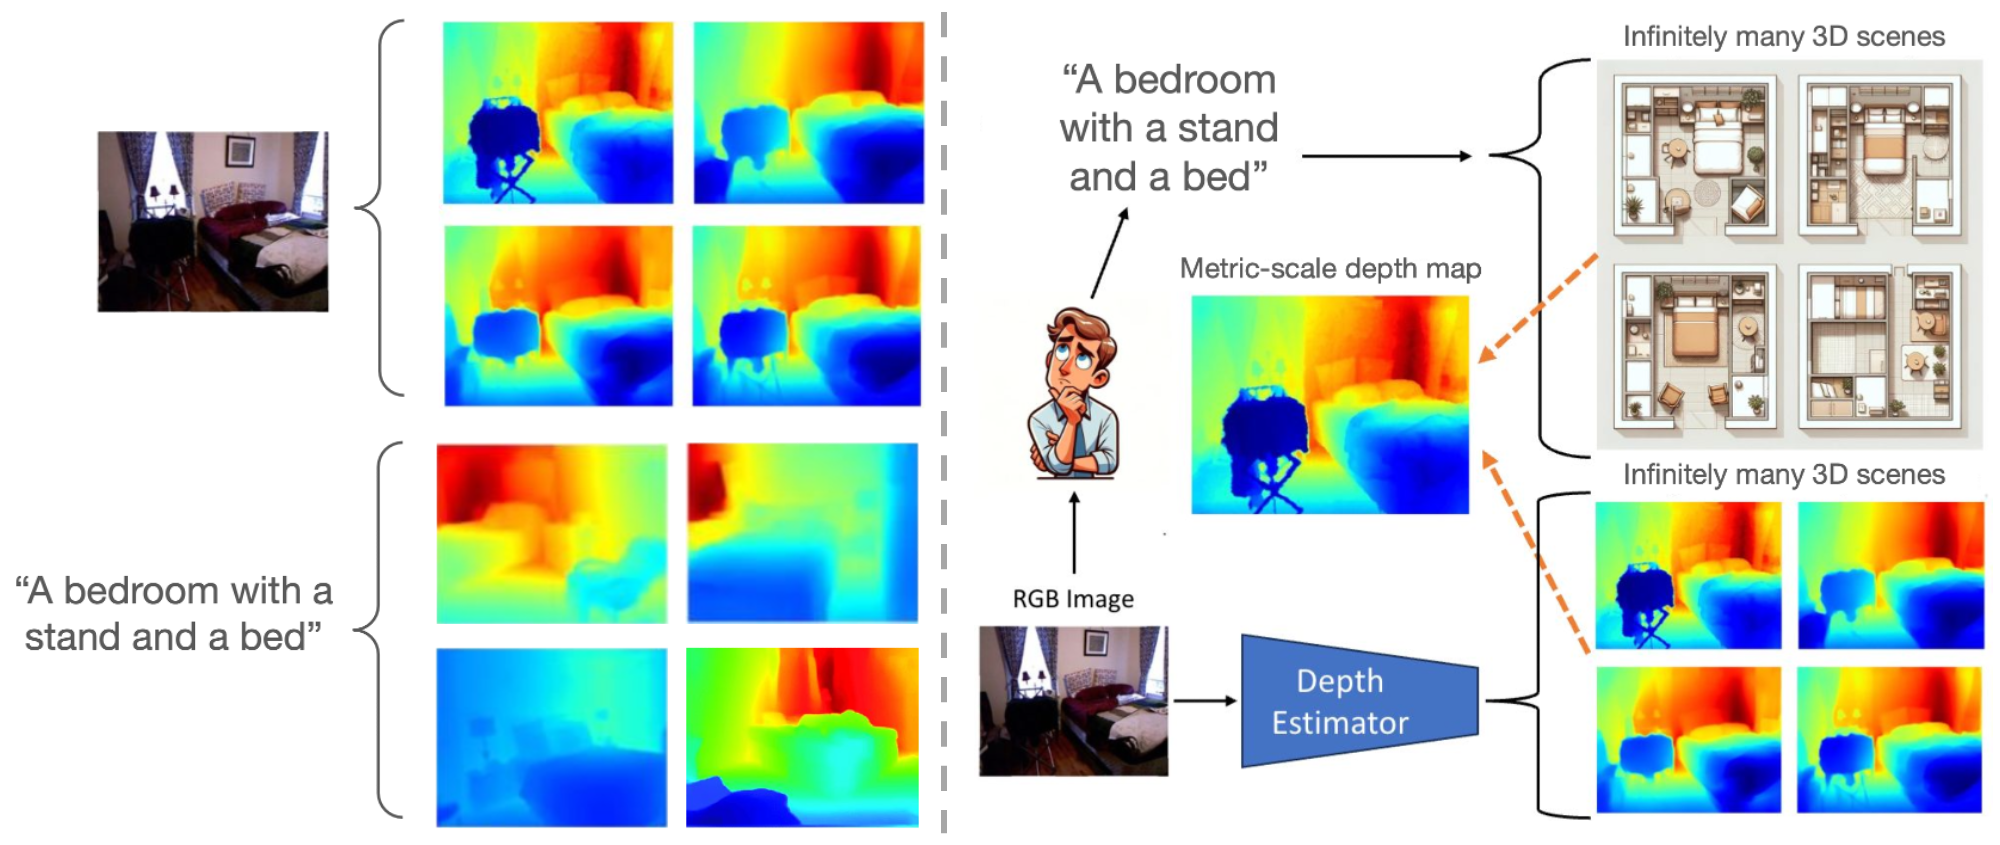 “A bedroom with a
stand and a bed”
“A bedroom
with a stand
and a bed”
Infinitely many 3D scenes
Metric-scale depth map
Infinitely many 3D scenes
RGB Image
Depth
Estimator